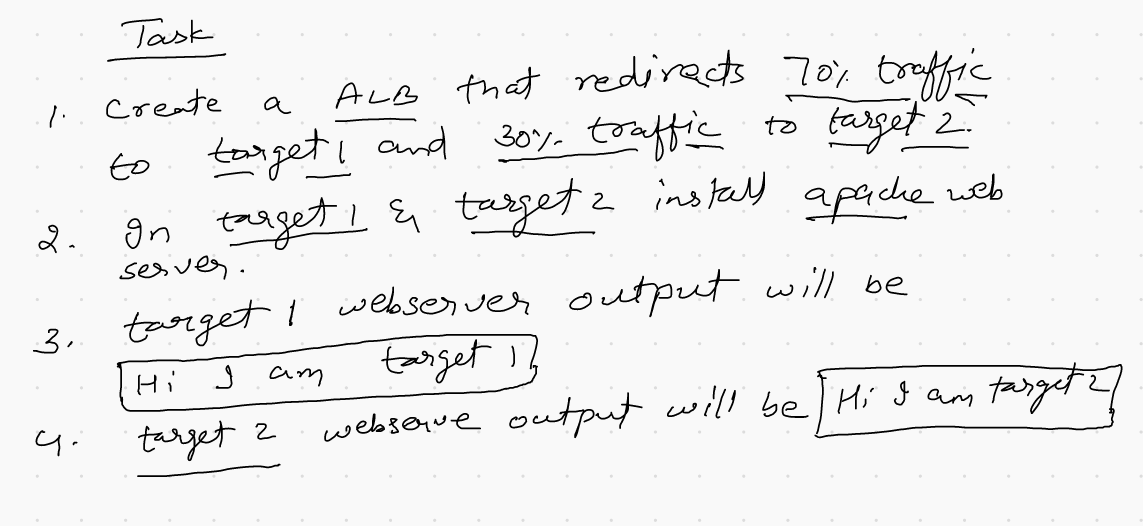 Task
1. Create a ALB that redirects 70% traffic
to target 1 and 30% traffic to target 2.
2. In target 1 & target 2 install apache web
server.
3. target 1 webserver output will be
Hi I am target 1
4. target 2 webserve output will be Hi I am target 2